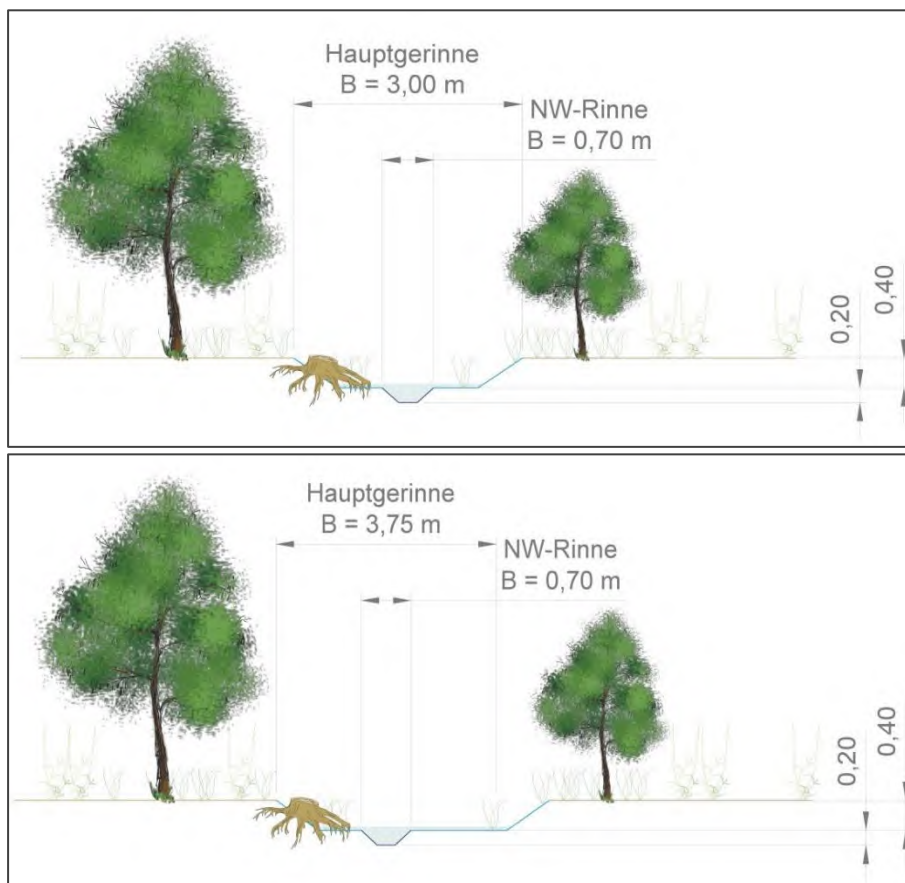 Hauptgerinne
B = 3,00 m
NW-Rinne
B = 0,70 m
0,20
0,40
Hauptgerinne
B = 3,75 m
NW-Rinne
B = 0,70 m
0,20
0,40